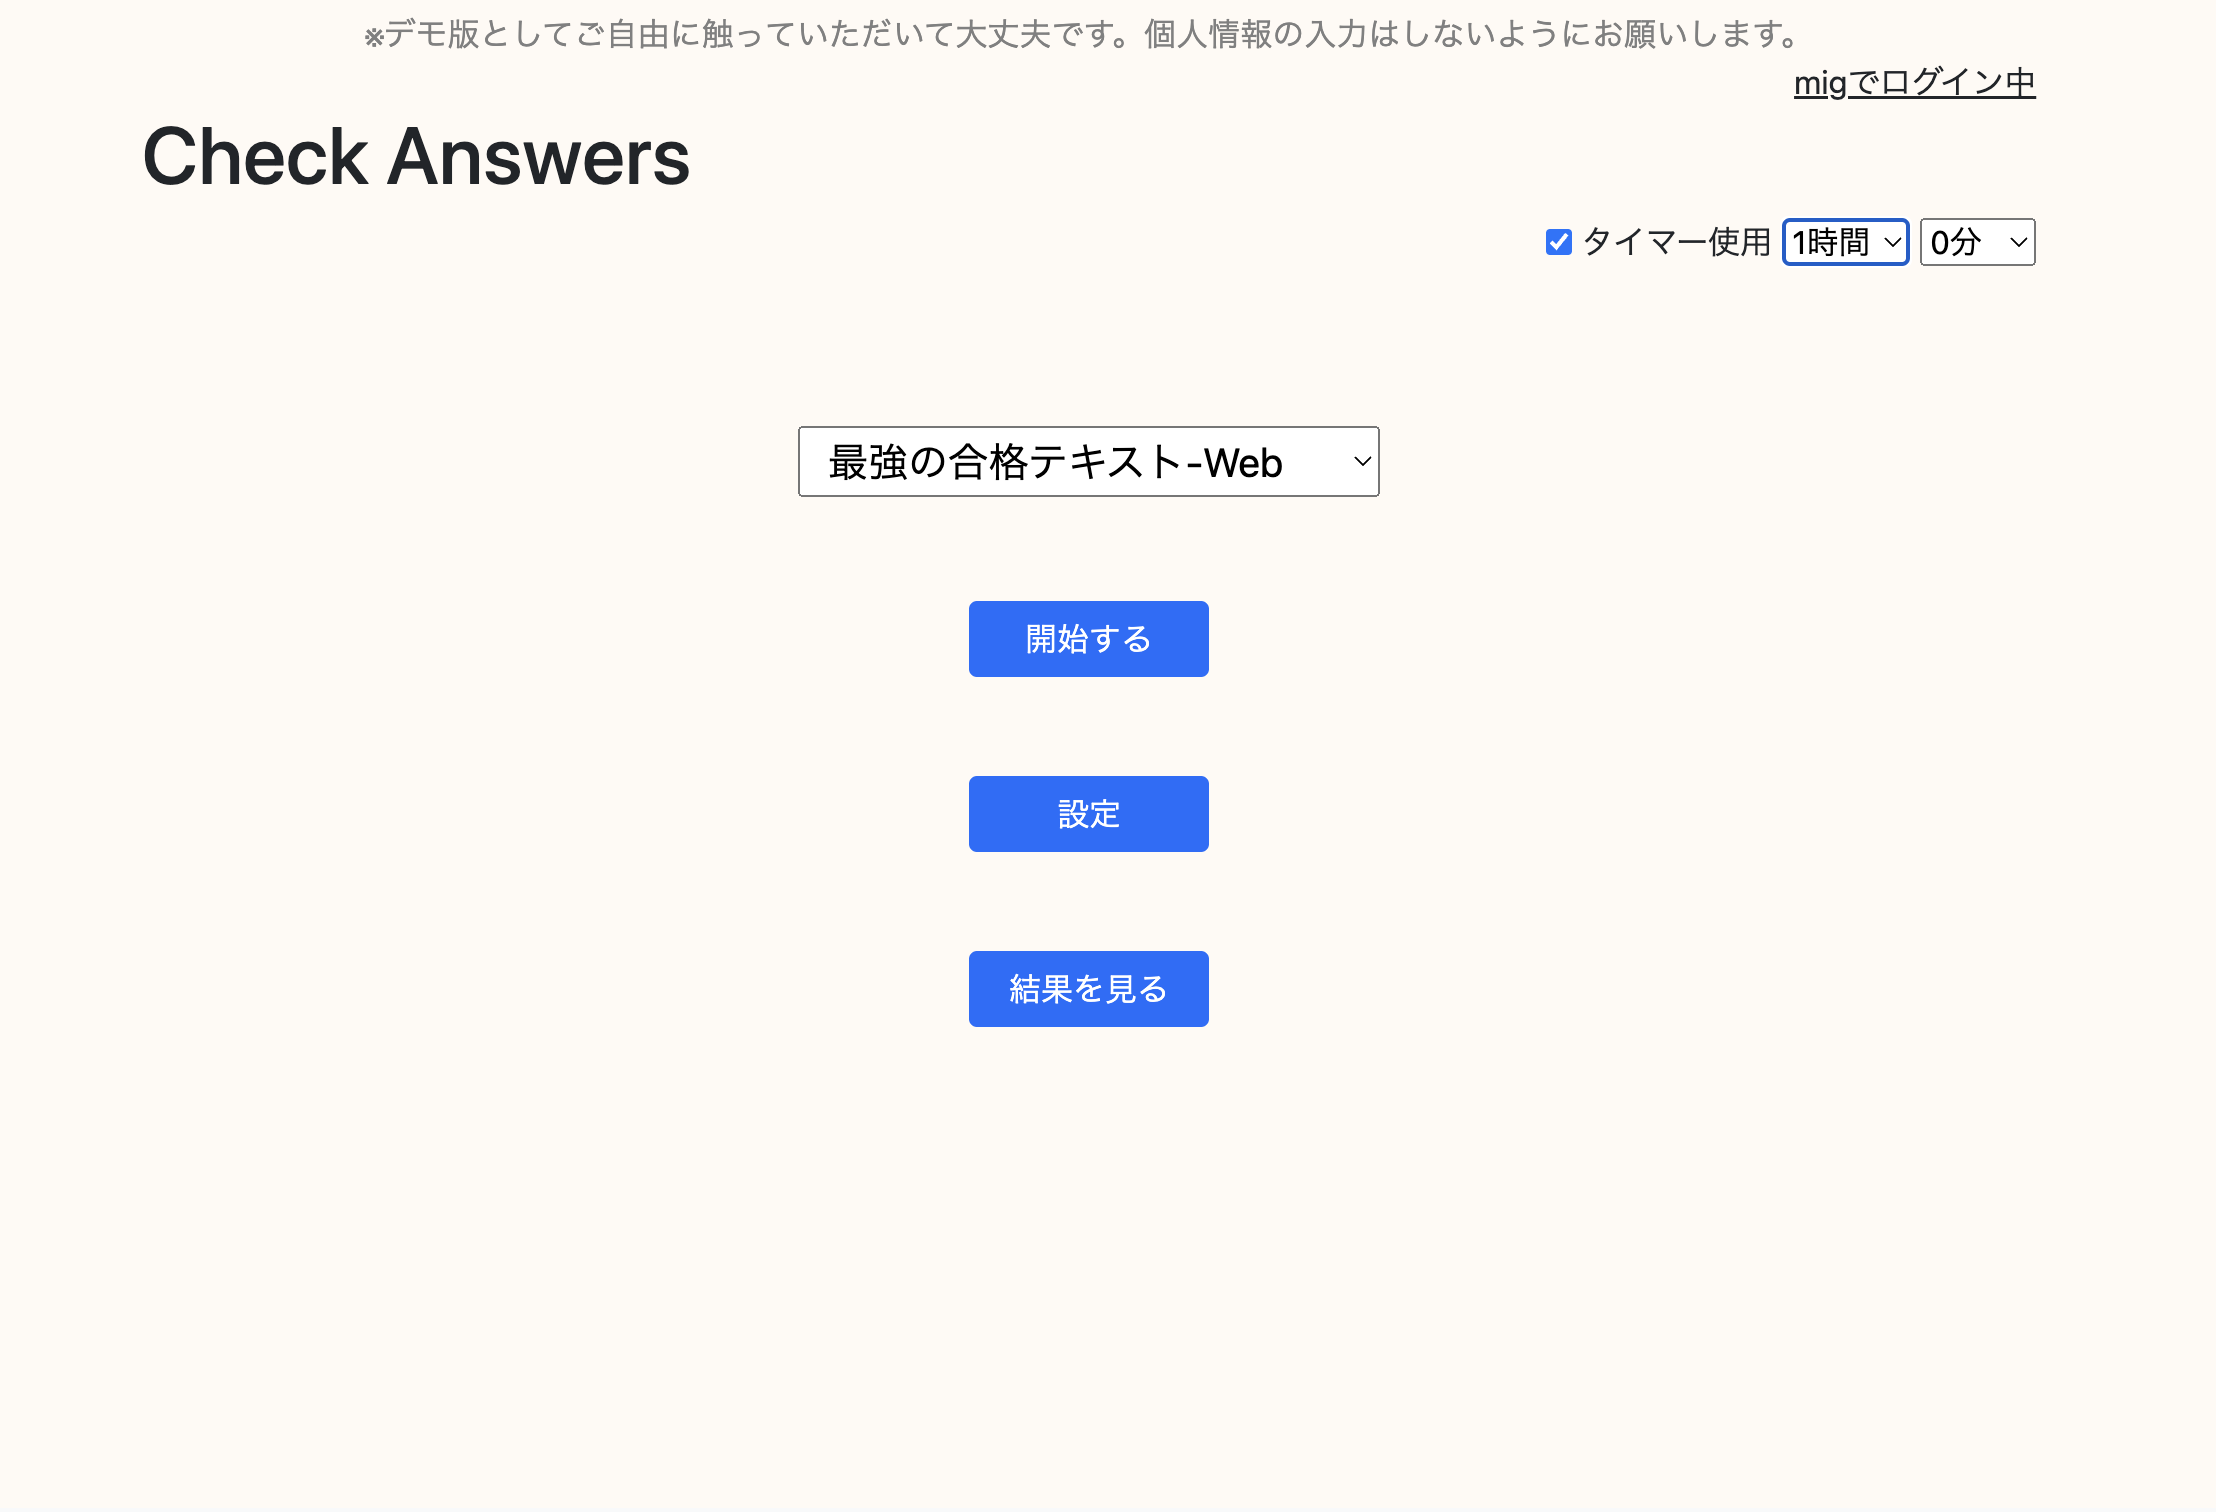 ※デモ版としてご自由に触っていただいて大丈夫です。個人情報の入力はしないようにお願いします。
migでログイン中
Check Answers
タイマー使用 1時間 0分
最強の合格テキスト-Web
開始する
設定
結果を見る